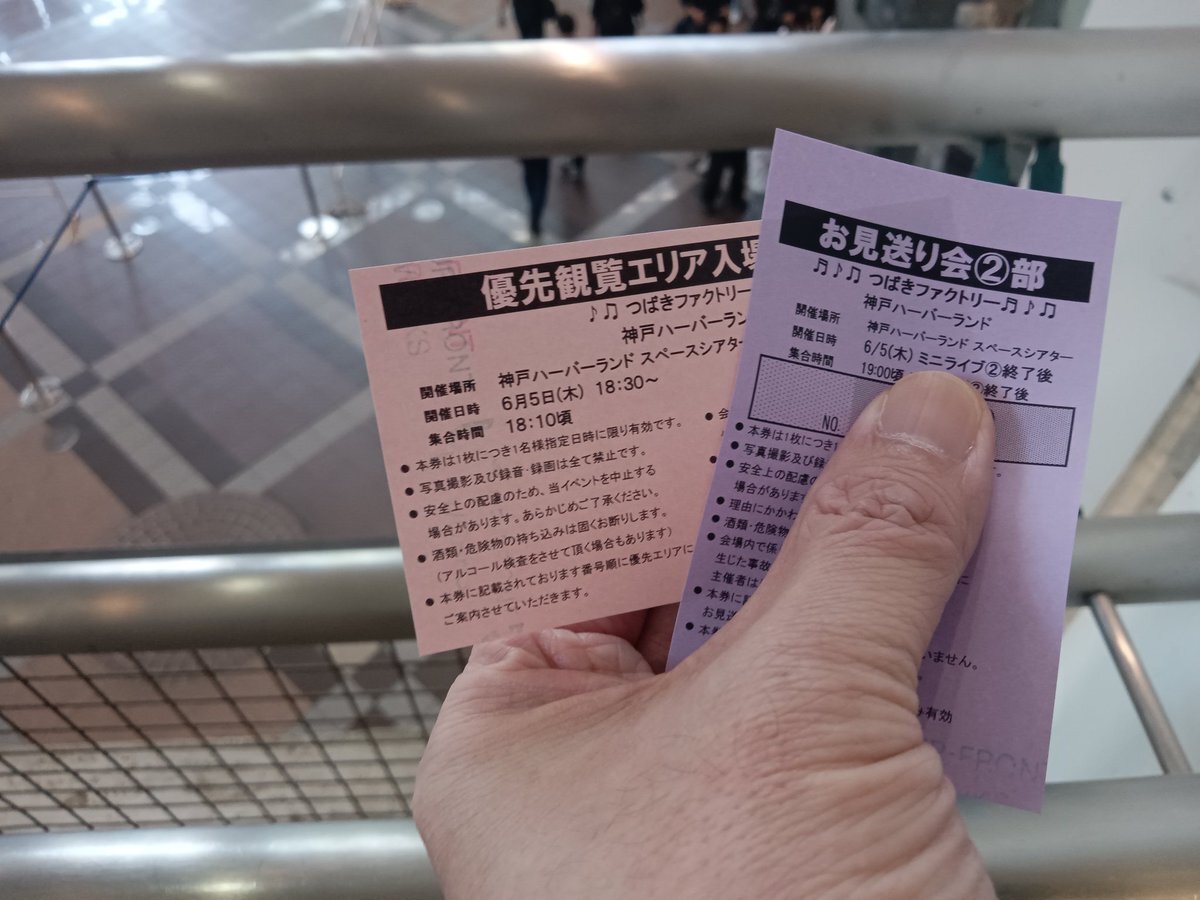 優先観覧エリア入場
♪♫ つばきファクトリー
神戸ハーバーラン
開催場所 神戸ハーバーランド スペースシアター
開催日時 6月5日(木) 18:30～
集合時間 18:10頃
● 本券は1枚につき1名様指定日時に限り有効です。
● 写真撮影及び録音・録画は全て禁止です。
● 安全上の配慮のため、当イベントを中止する
場合があります。あらかじめご了承ください。
● 酒類・危険物の持ち込みは固くお断りします。
(アルコール検査をさせて頂く場合もあります)
● 本券に記載されております番号順に優先エリアに
ご案内させていただきます。
お見送り会②部
♬♪♫ つばきファクトリー♬♪♫
神戸ハーバーランド
開催場所 神戸ハーバーランド スペースシアター
開催日時 6/5(木) ミニライブ②終了後
集合時間 19:00頃 ②終了後
NO.
● 本券は1枚につき
● 写真撮影及び録
● 安全上の配慮の
場合があります
● 理由にかかわ
● 酒類・危険物
● 会場内で係
生じた事故
主催者は
● 本券に
お見送
● 本券
いません。
有効